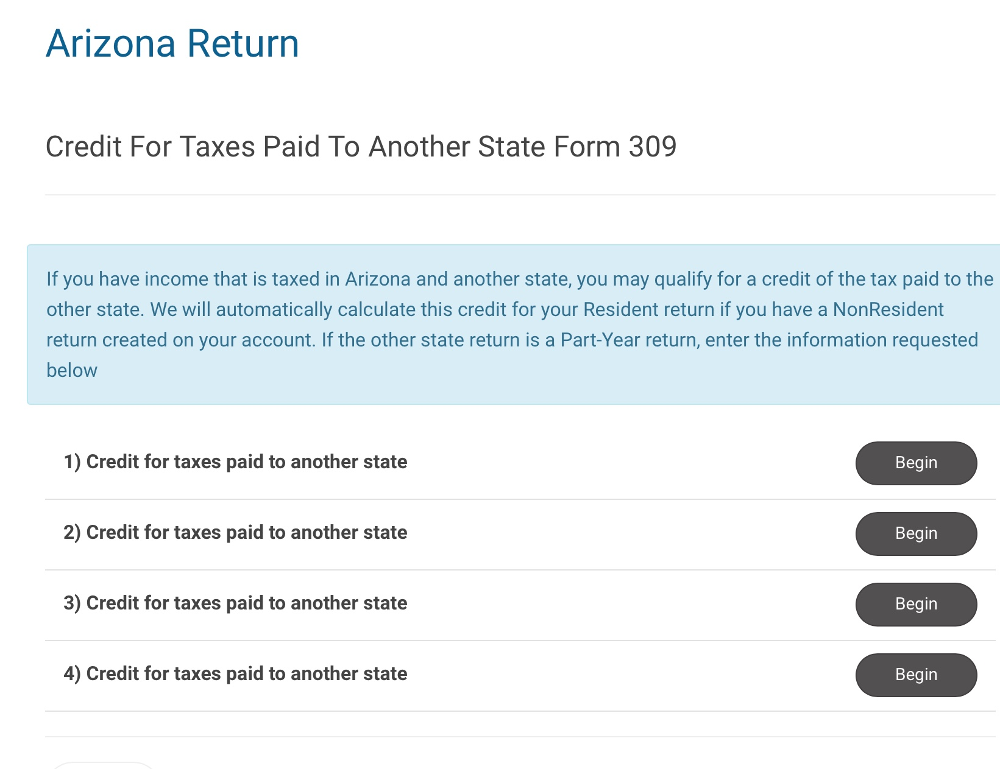 Arizona Return
Credit For Taxes Paid To Another State Form 309
If you have income that is taxed in Arizona and another state, you may qualify for a credit of the tax paid to the
other state. We will automatically calculate this credit for your Resident return if you have a NonResident
return created on your account. If the other state return is a Part-Year return, enter the information requested
below
1) Credit for taxes paid to another state Begin
2) Credit for taxes paid to another state Begin
3) Credit for taxes paid to another state Begin
4) Credit for taxes paid to another state Begin